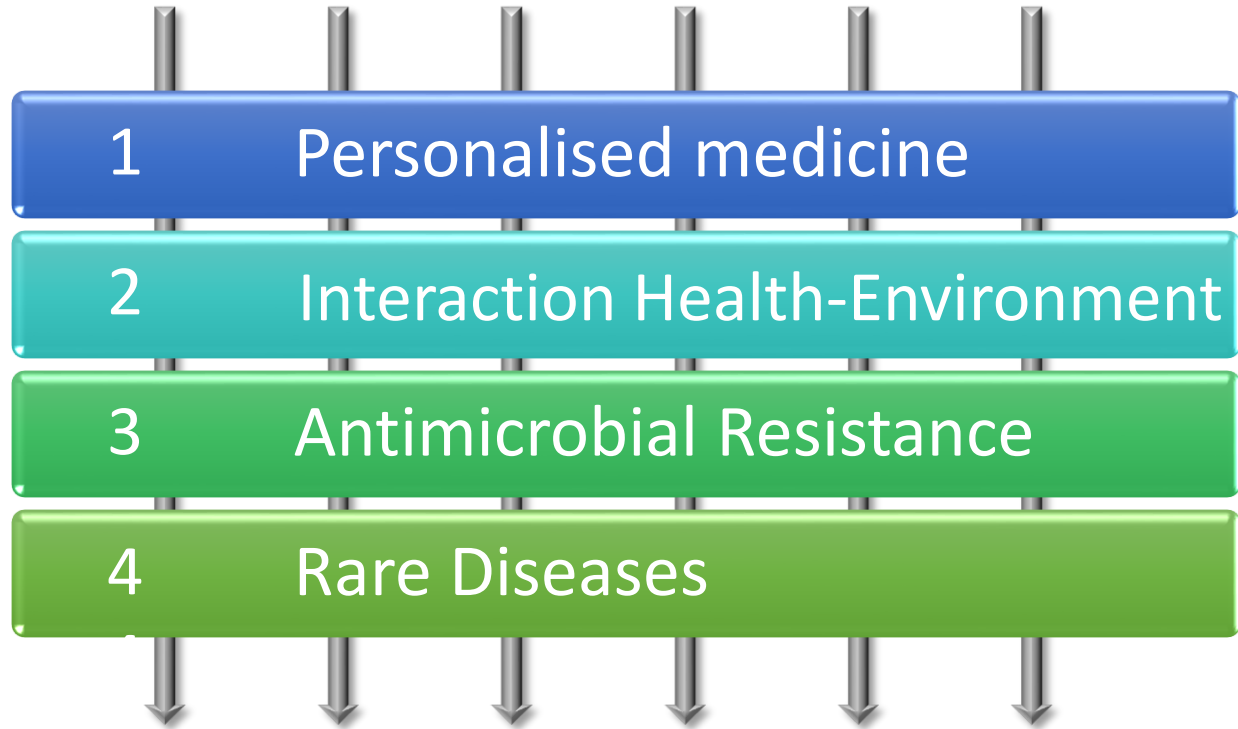 1 Personalised medicine
2 Interaction Health-Environment
3 Antimicrobial Resistance
4 Rare Diseases